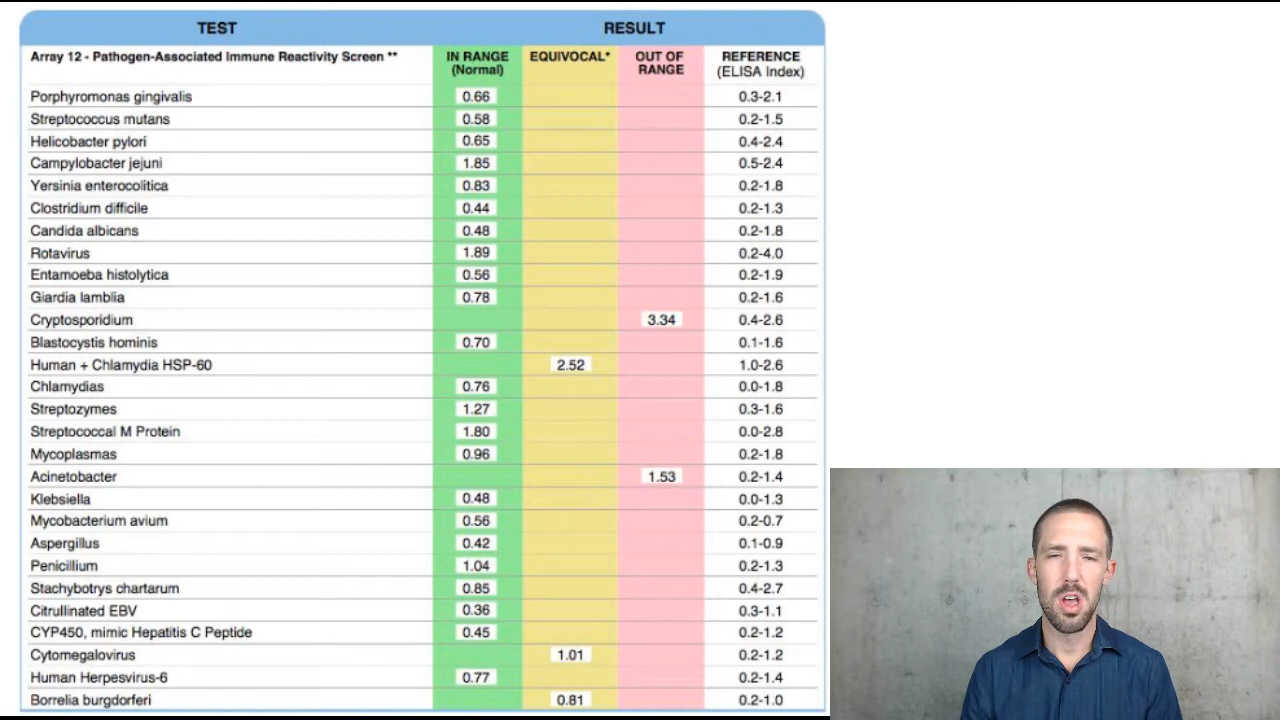 TEST RESULT
Array 12 - Pathogen-Associated Immune Reactivity Screen ** IN RANGE (Normal) EQUIVOCAL* OUT OF RANGE REFERENCE (ELISA Index)
Porphyromonas gingivalis 0.66 0.3-2.1
Streptococcus mutans 0.58 0.2-1.5
Helicobacter pylori 0.65 0.4-2.4
Campylobacter jejuni 1.85 0.5-2.4
Yersinia enterocolitica 0.83 0.2-1.8
Clostridium difficile 0.44 0.2-1.3
Candida albicans 0.48 0.2-1.8
Rotavirus 1.89 0.2-4.0
Entamoeba histolytica 0.56 0.2-1.9
Giardia lamblia 0.78 0.2-1.6
Cryptosporidium 3.34 0.4-2.6
Blastocystis hominis 0.70 0.1-1.6
Human + Chlamydia HSP-60 2.52 1.0-2.6
Chlamydias 0.76 0.0-1.8
Streptozymes 1.27 0.3-1.6
Streptococcal M Protein 1.80 0.0-2.8
Mycoplasmas 0.96 0.2-1.8
Acinetobacter 1.53 0.2-1.4
Klebsiella 0.48 0.0-1.3
Mycobacterium avium 0.56 0.2-0.7
Aspergillus 0.42 0.1-0.9
Penicillium 1.04 0.2-1.3
Stachybotrys chartarum 0.85 0.4-2.7
Citrullinated EBV 0.36 0.3-1.1
CYP450, mimic Hepatitis C Peptide 0.45 0.2-1.2
Cytomegalovirus 1.01 0.2-1.2
Human Herpesvirus-6 0.77 0.2-1.4
Borrelia burgdorferi 0.81 0.2-1.0